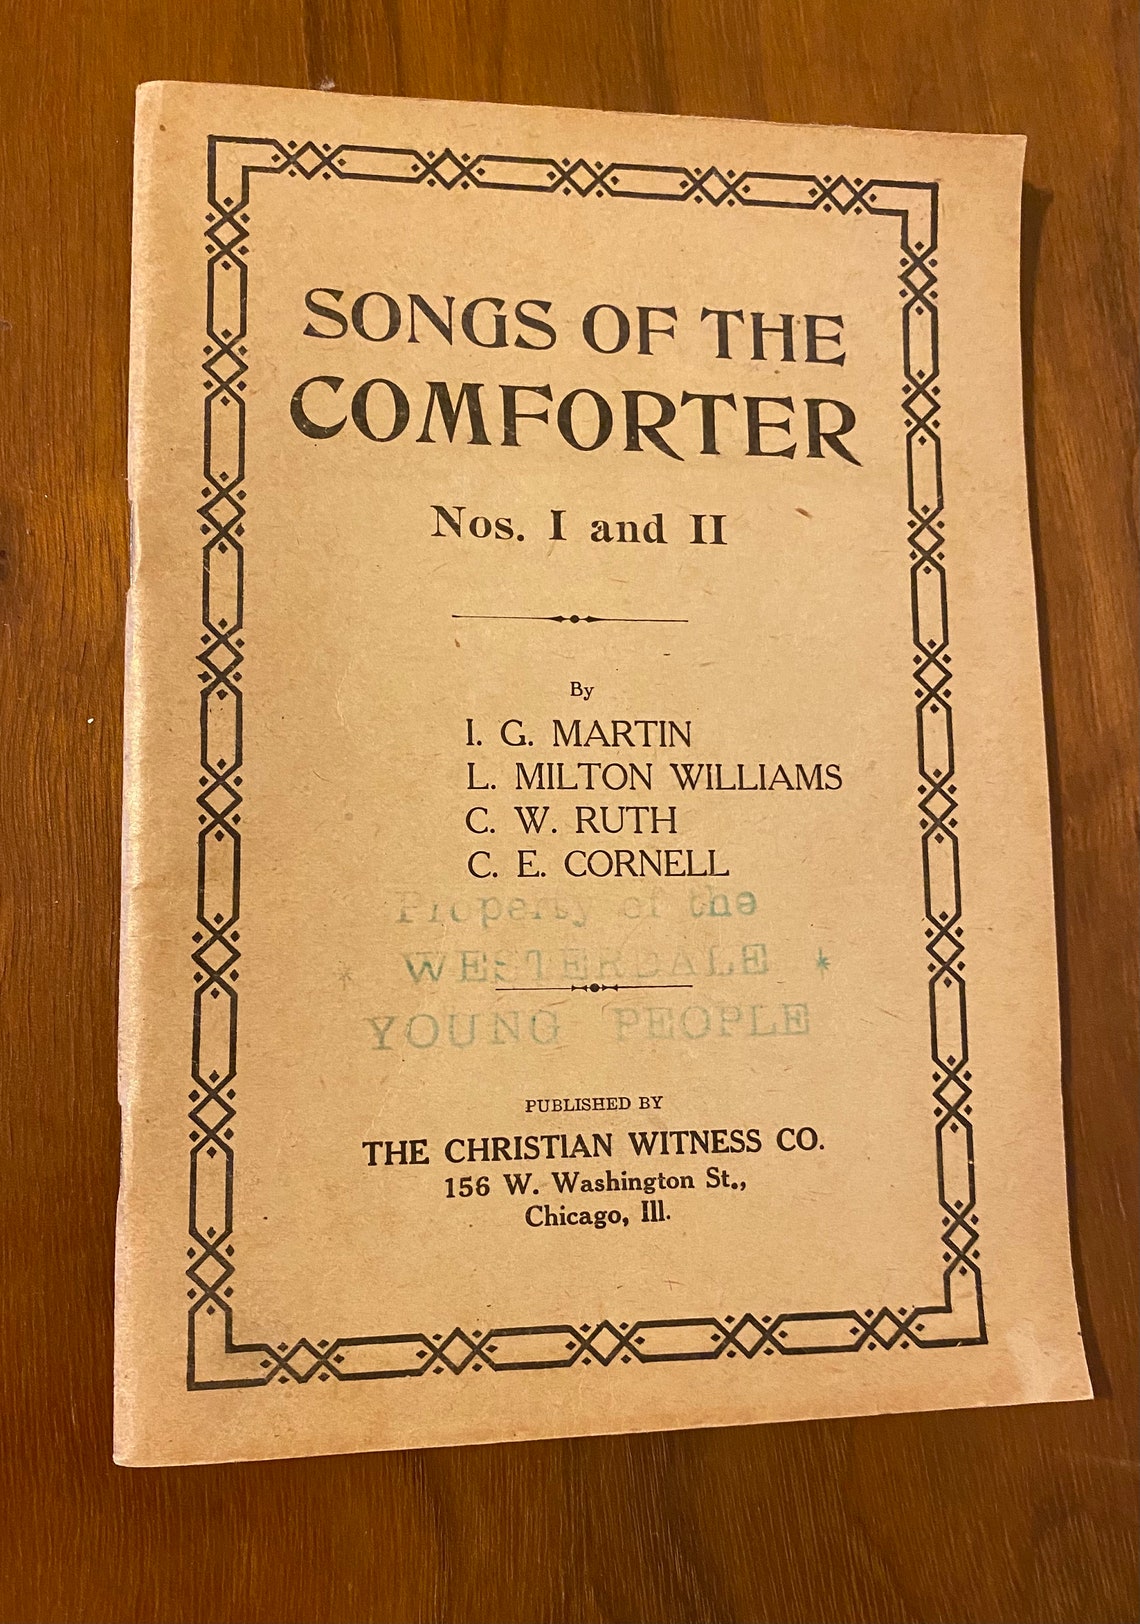 SONGS OF THE
COMFORTER
Nos. I and II
By
I. G. MARTIN
L. MILTON WILLIAMS
C. W. RUTH
C. E. CORNELL
Property of the
* WESTERDALE *
YOUNG PEOPLE
PUBLISHED BY
THE CHRISTIAN WITNESS CO.
156 W. Washington St.,
Chicago, Ill.